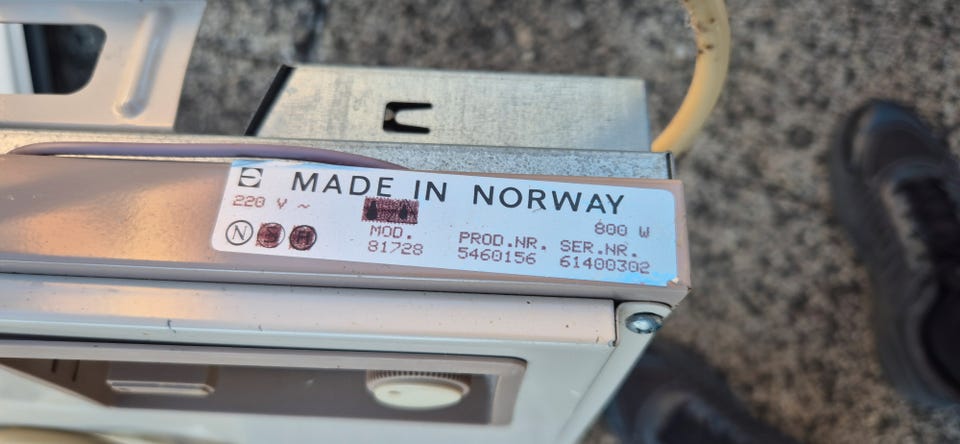 MADE IN NORWAY
220 V ~
800 W
N
MOD. PROD.NR. SER.NR.
81728 5460156 61400302